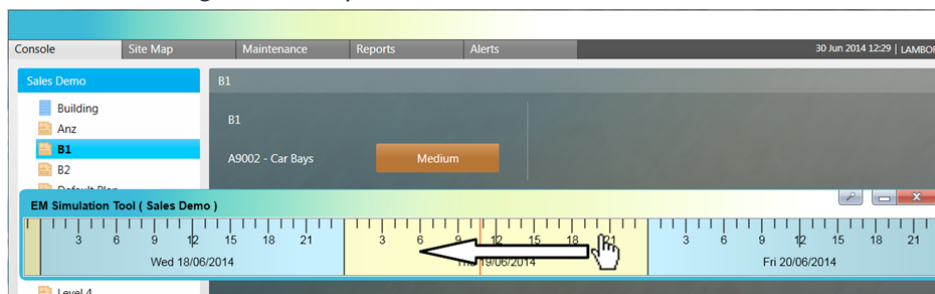 Console Site Map Maintenance Reports Alerts 30 Jun 2014 12:29 | LAMBOR
Sales Demo B1
Building
Anz B1
B1
B2 A9002 - Car Bays Medium
EM Simulation Tool ( Sales Demo )
3 6 9 12 15 18 21 3 6 9 12 15 18 21 3 6 9 12 15 18 21
Wed 18/06/2014 Thu 19/06/2014 Fri 20/06/2014
Level 4